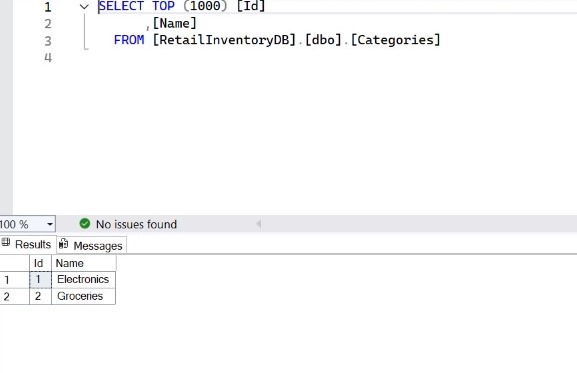 1 SELECT TOP (1000) [Id]
2 ,[Name]
3 FROM [RetailInventoryDB].[dbo].[Categories]
4
100 % No issues found
Results Messages
Id Name
1 1 Electronics
2 2 Groceries